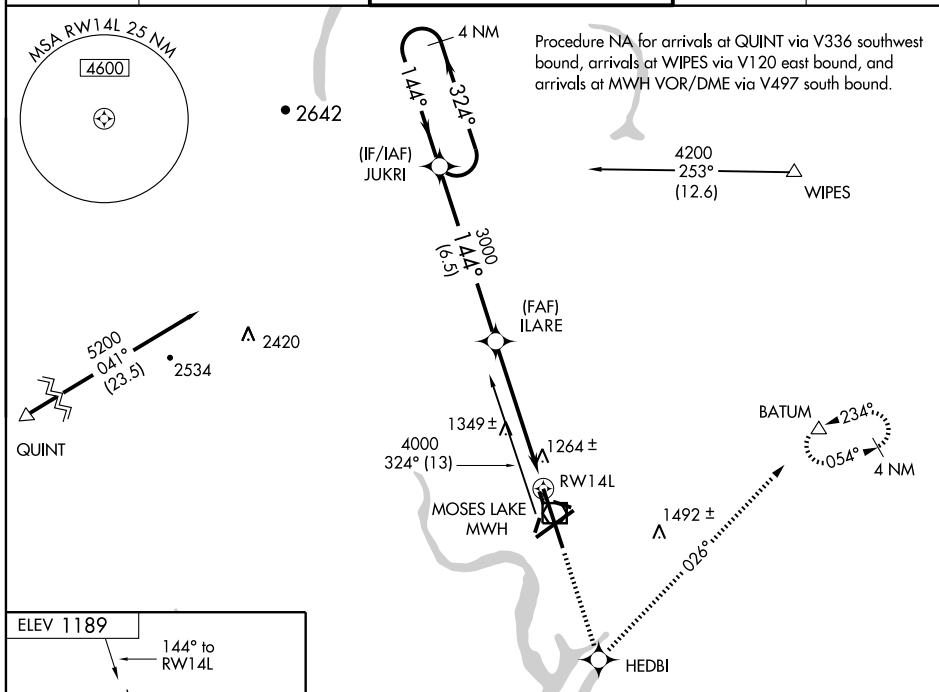 MSA RW14L 25 NM
4600
2642
4 NM
144°
324°
Procedure NA for arrivals at QUINT via V336 southwest
bound, arrivals at WIPES via V120 east bound, and
arrivals at MWH VOR/DME via V497 south bound.
(IF/IAF)
JUKRI
4200
253°
(12.6)
WIPES
3000
144°
(6.5)
(FAF)
ILARE
5200
041°
(23.5)
2534
2420
QUINT
1349 ±
1264 ±
4000
324° (13)
RW14L
MOSES LAKE
MWH
BATUM
234°
054°
4 NM
1492 ±
026°
HEDBI
ELEV 1189
144° to
RW14L